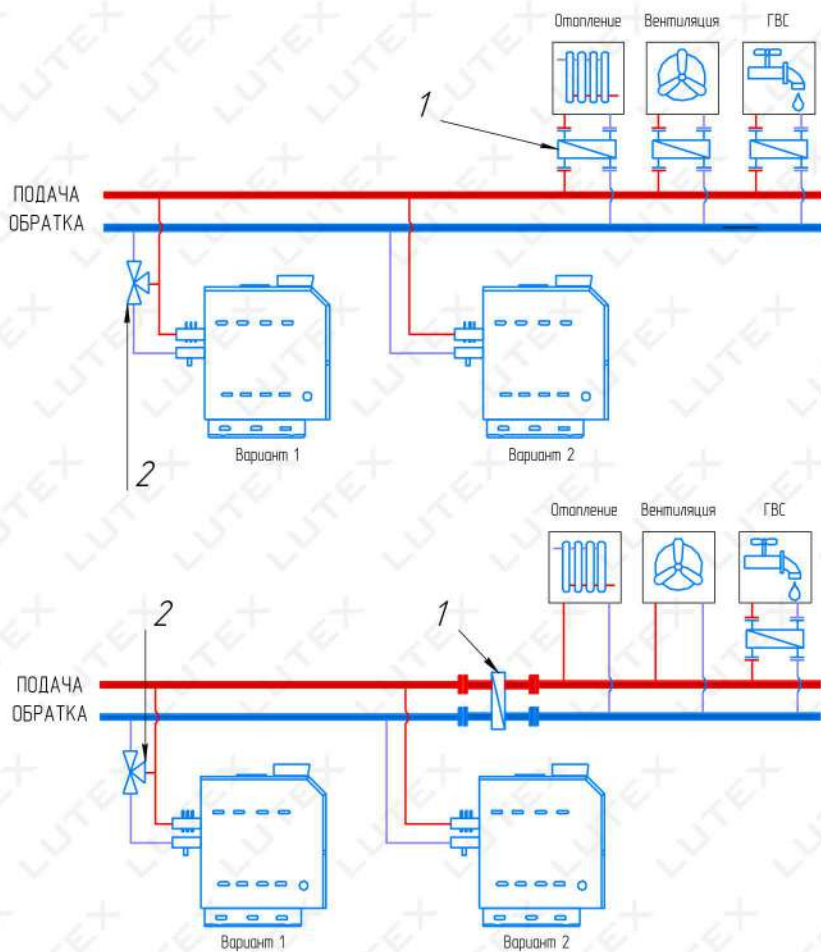 Отопление Вентиляция ГВС
1
ПОДАЧА
ОБРАТКА
2
Вариант 1 Вариант 2
Отопление Вентиляция ГВС
2 1
ПОДАЧА
ОБРАТКА
Вариант 1 Вариант 2
LUTEX